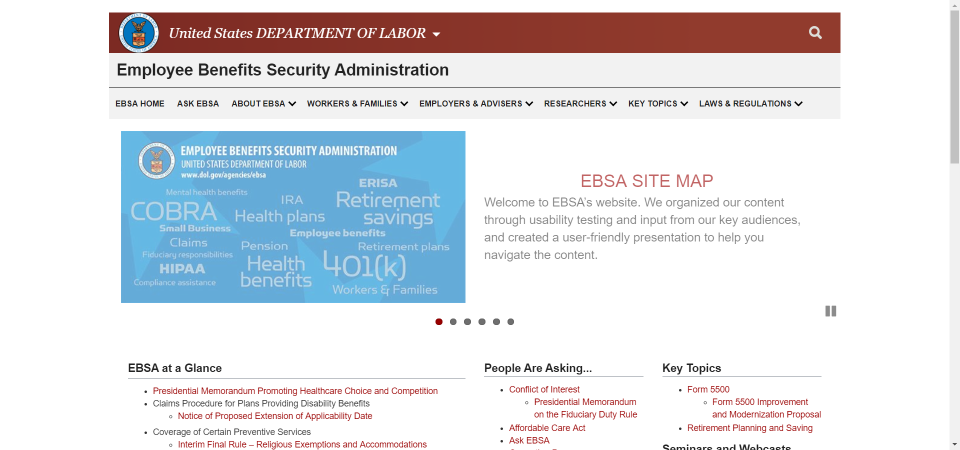 United States DEPARTMENT OF LABOR
Employee Benefits Security Administration
EBSA HOME ASK EBSA ABOUT EBSA WORKERS & FAMILIES EMPLOYERS & ADVISERS RESEARCHERS KEY TOPICS LAWS & REGULATIONS
EMPLOYEE BENEFITS SECURITY ADMINISTRATION
UNITED STATES DEPARTMENT OF LABOR
www.dol.gov/agencies/ebsa
Mental health benefits
ERISA
COBRA
IRA
Retirement savings
Health plans
Small Business
Employee benefits
Claims
Pension
Retirement plans
Fiduciary responsibilities
HIPAA
Health benefits
401(k)
Compliance assistance
Workers & Families
EBSA SITE MAP
Welcome to EBSA's website. We organized our content
through usability testing and input from our key audiences,
and created a user-friendly presentation to help you
navigate the content.
EBSA at a Glance
Presidential Memorandum Promoting Healthcare Choice and Competition
Claims Procedure for Plans Providing Disability Benefits
Notice of Proposed Extension of Applicability Date
Coverage of Certain Preventive Services
Interim Final Rule – Religious Exemptions and Accommodations
People Are Asking...
Conflict of Interest
Presidential Memorandum
on the Fiduciary Duty Rule
Affordable Care Act
Ask EBSA
Key Topics
Form 5500
Form 5500 Improvement
and Modernization Proposal
Retirement Planning and Saving
Seminars and Webcasts